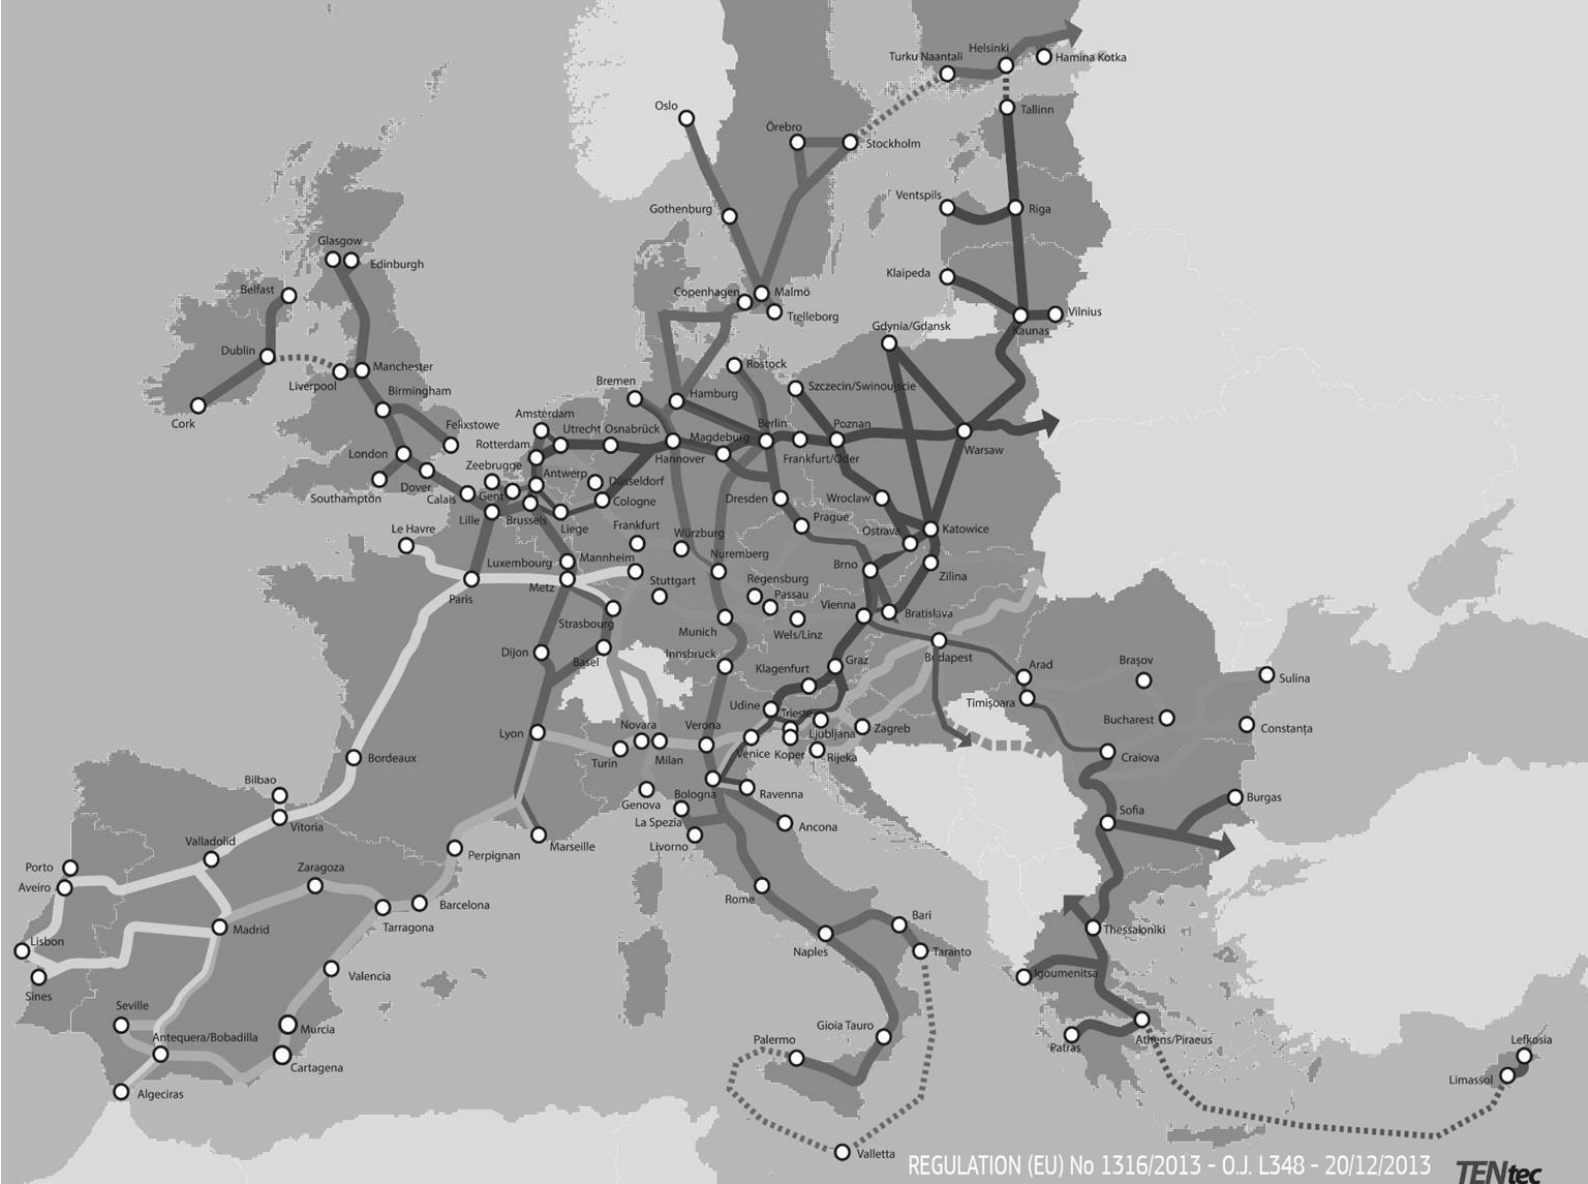 Helsinki
Turku Naantali
Hamina Kotka
Oslo
Tallinn
Örebro
Stockholm
Ventspils
Gothenburg
Riga
Glasgow
Edinburgh
Klaipeda
Belfast
Copenhagen
Malmö
Trelleborg
Vilnius
Gdynia/Gdansk
Kaunas
Dublin
Manchester
Rostock
Liverpool
Birmingham
Bremen
Szczecin/Swinoujscie
Hamburg
Cork
Amsterdam
Felixstowe
Utrecht
Osnabrück
Magdeburg
Berlin
Poznan
Rotterdam
London
Hannover
Frankfurt/Oder
Warsaw
Zeebrugge
Antwerp
Düsseldorf
Dover
Southampton
Calais
Gent
Cologne
Dresden
Wroclaw
Lille
Brussels
Liege
Prague
Le Havre
Frankfurt
Würzburg
Ostrava
Katowice
Luxembourg
Mannheim
Nuremberg
Brno
Zilina
Metz
Stuttgart
Regensburg
Passau
Paris
Vienna
Bratislava
Strasbourg
Munich
Wels/Linz
Dijon
Basel
Innsbruck
Klagenfurt
Graz
Budapest
Arad
Braşov
Sulina
Udine
Trieste
Timişoara
Novara
Verona
Bucharest
Constanţa
Lyon
Ljubljana
Zagreb
Venice
Koper
Rijeka
Bordeaux
Turin
Milan
Craiova
Bilbao
Genova
Bologna
Ravenna
Burgas
Vitoria
La Spezia
Sofia
Ancona
Valladolid
Livorno
Marseille
Perpignan
Porto
Zaragoza
Aveiro
Rome
Barcelona
Tarragona
Bari
Madrid
Thessaloniki
Lisbon
Naples
Taranto
Valencia
Igoumenitsa
Sines
Seville
Murcia
Gioia Tauro
Antequera/Bobadilla
Palermo
Patras
Athens/Piraeus
Lefkosia
Cartagena
Limassol
Algeciras
Valletta
REGULATION (EU) No 1316/2013 - O.J. L348 - 20/12/2013
TENtec